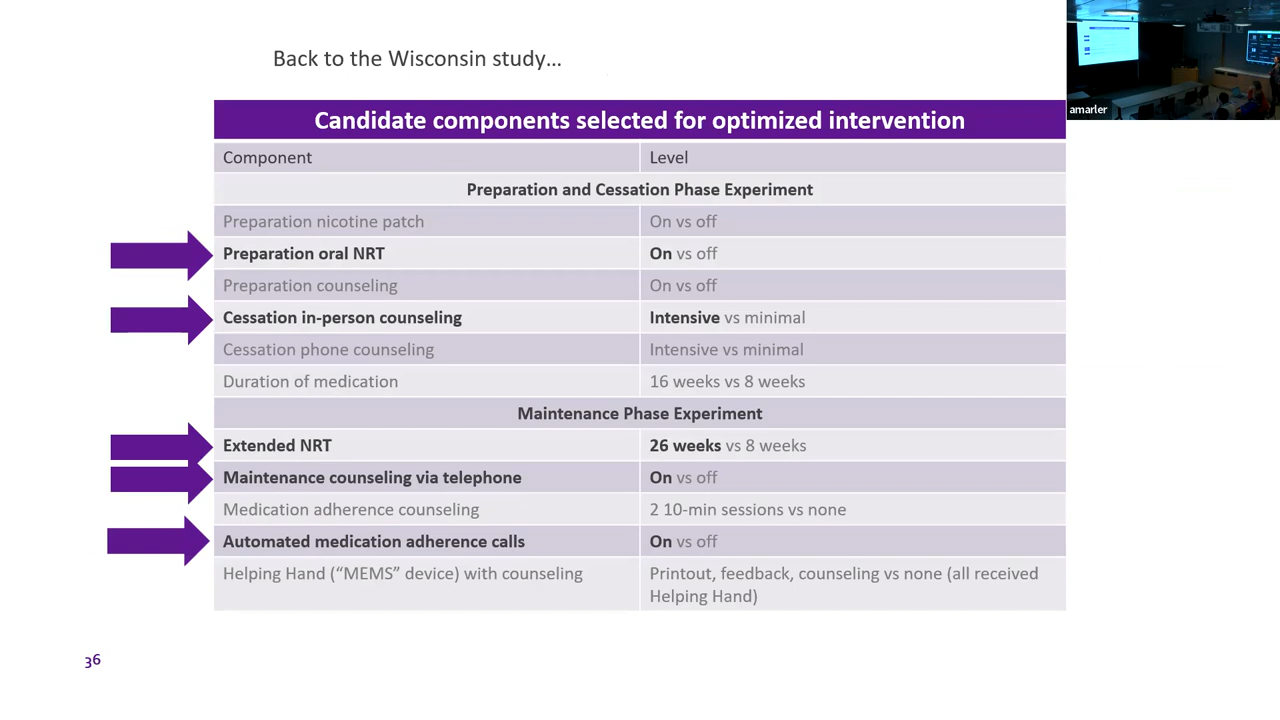 Back to the Wisconsin study…
amarler
Candidate components selected for optimized intervention
Component Level
Preparation and Cessation Phase Experiment
Preparation nicotine patch On vs off
Preparation oral NRT On vs off
Preparation counseling On vs off
Cessation in-person counseling Intensive vs minimal
Cessation phone counseling Intensive vs minimal
Duration of medication 16 weeks vs 8 weeks
Maintenance Phase Experiment
Extended NRT 26 weeks vs 8 weeks
Maintenance counseling via telephone On vs off
Medication adherence counseling 2 10-min sessions vs none
Automated medication adherence calls On vs off
Helping Hand (“MEMS” device) with counseling Printout, feedback, counseling vs none (all received
Helping Hand)
36